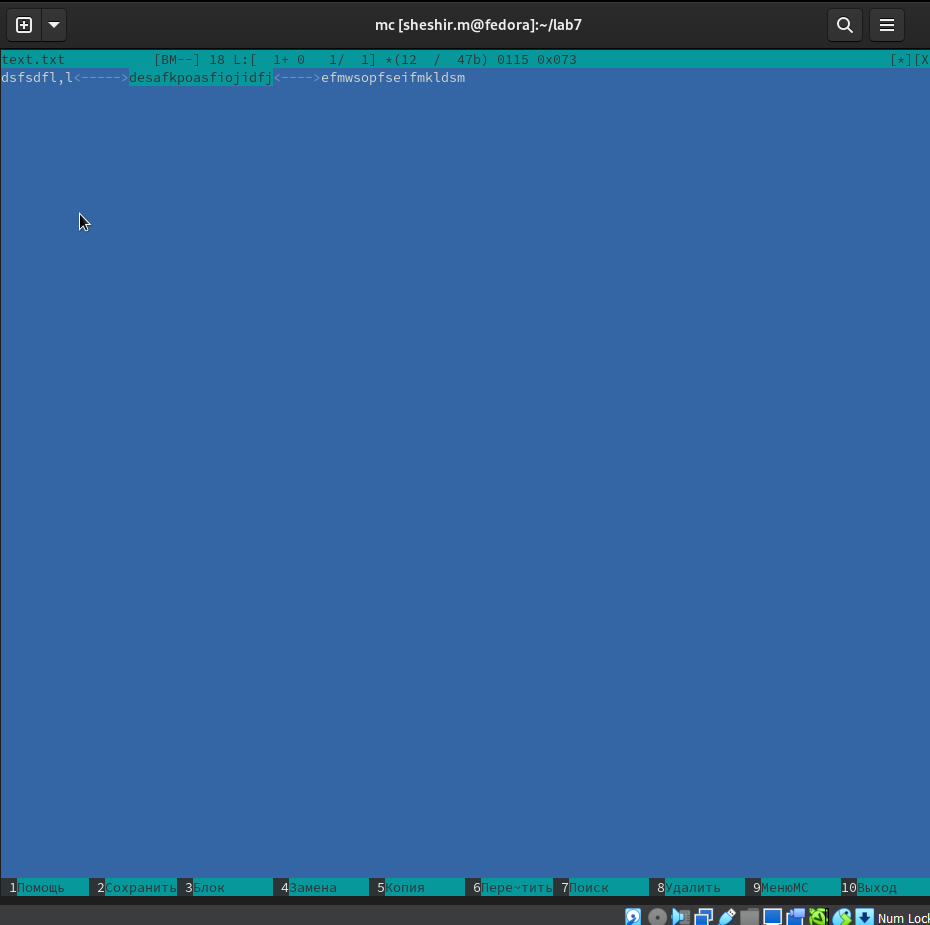 mc [sheshir.m@fedora]:~/lab7
text.txt [BM--] 18 L:[ 1+ 0 1/ 1] *(12 / 47b) 0115 0x073 [*][X
dsfsdfl,l<----->desafkpoasfiojidfj<---->efmwsopfseifmkldsm
1Помощь 2Сохранить 3Блок 4Замена 5Копия 6Пере~тить 7Поиск 8Удалить 9МенюMC 10Выход
Num Lock